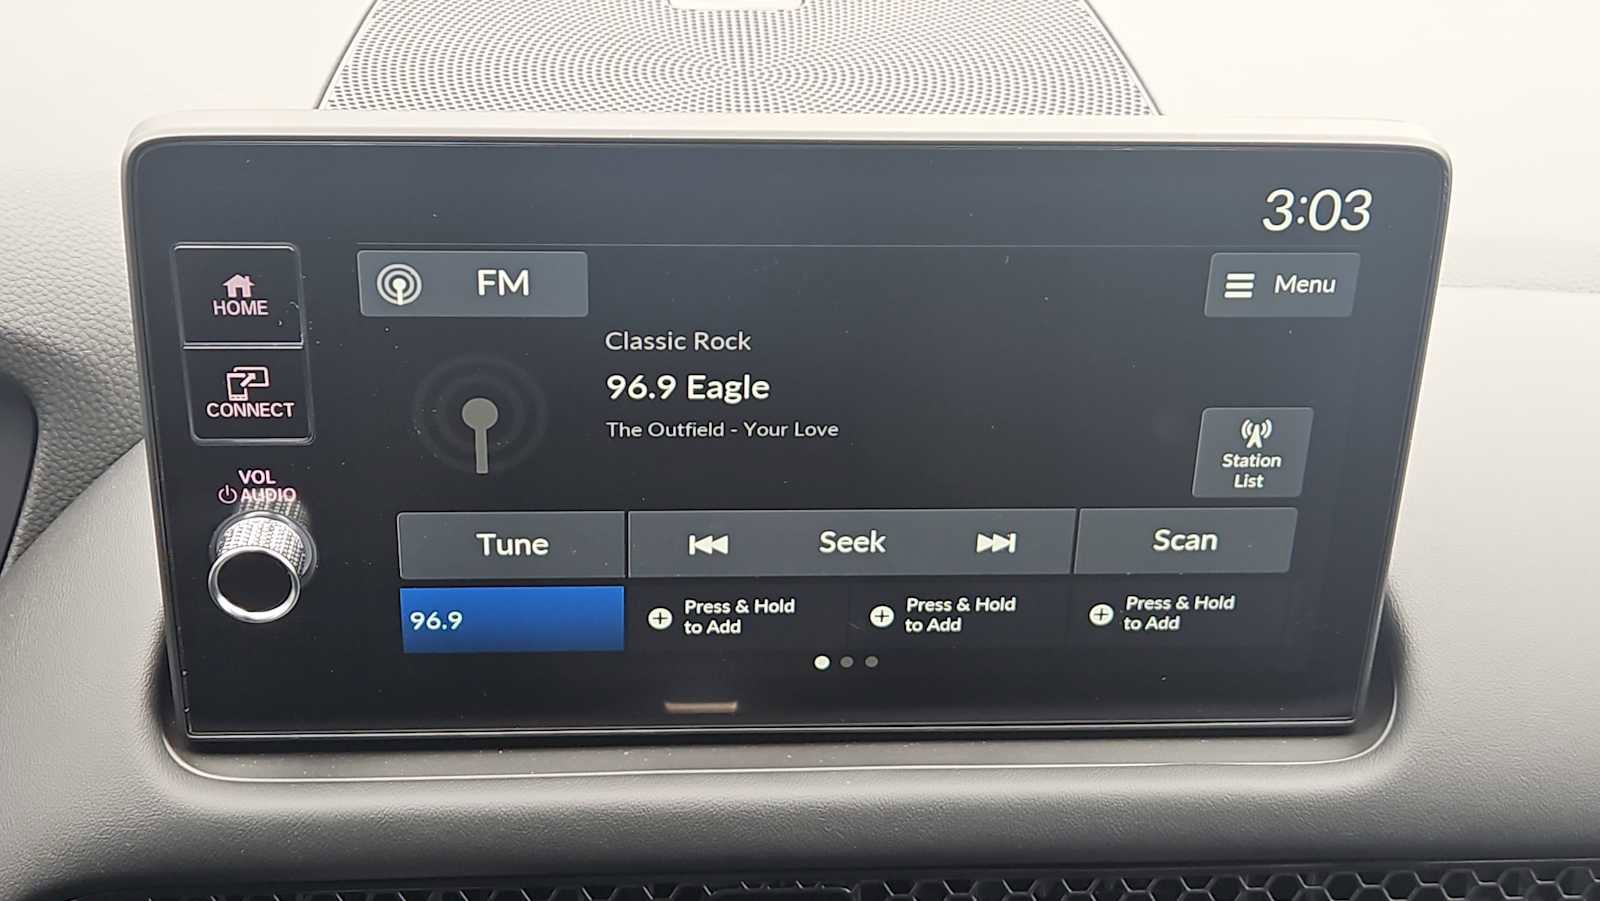 3:03
HOME
FM
Menu
Classic Rock
96.9 Eagle
The Outfield - Your Love
CONNECT
Station
List
VOL
AUDIO
Tune
Seek
Scan
96.9
Press & Hold
to Add
Press & Hold
to Add
Press & Hold
to Add